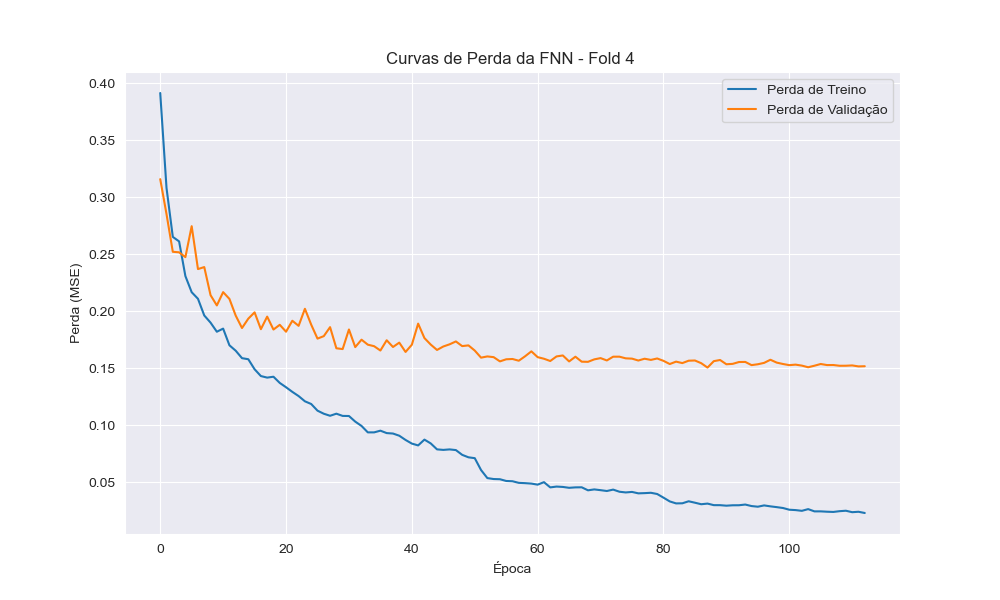 Curvas de Perda da FNN - Fold 4
Perda de Treino
Perda de Validação
0.40
0.35
0.30
0.25
0.20
0.15
0.10
0.05
Perda (MSE)
0 20 40 60 80 100
Época